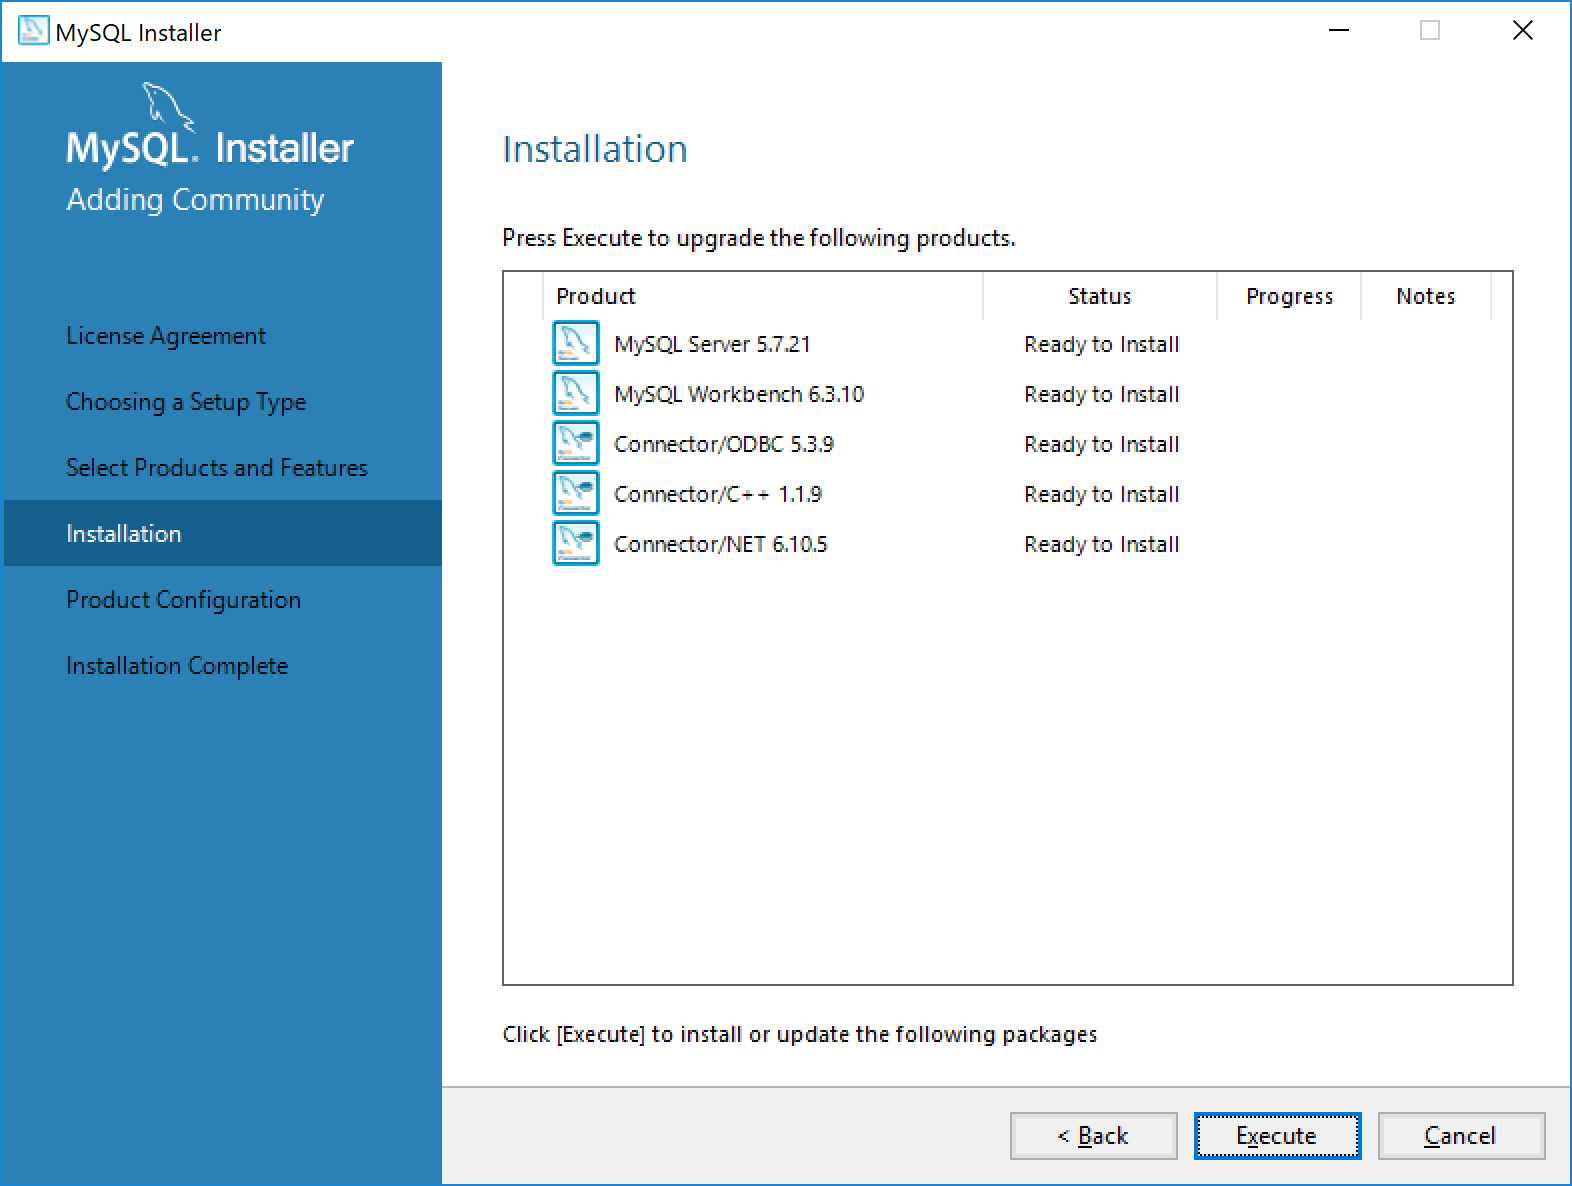 MySQL Installer
MySQL. Installer
Adding Community
License Agreement
Choosing a Setup Type
Select Products and Features
Installation
Product Configuration
Installation Complete
Installation
Press Execute to upgrade the following products.
Product Status Progress Notes
MySQL Server 5.7.21 Ready to Install
MySQL Workbench 6.3.10 Ready to Install
Connector/ODBC 5.3.9 Ready to Install
Connector/C++ 1.1.9 Ready to Install
Connector/NET 6.10.5 Ready to Install
Click [Execute] to install or update the following packages
< Back Execute Cancel